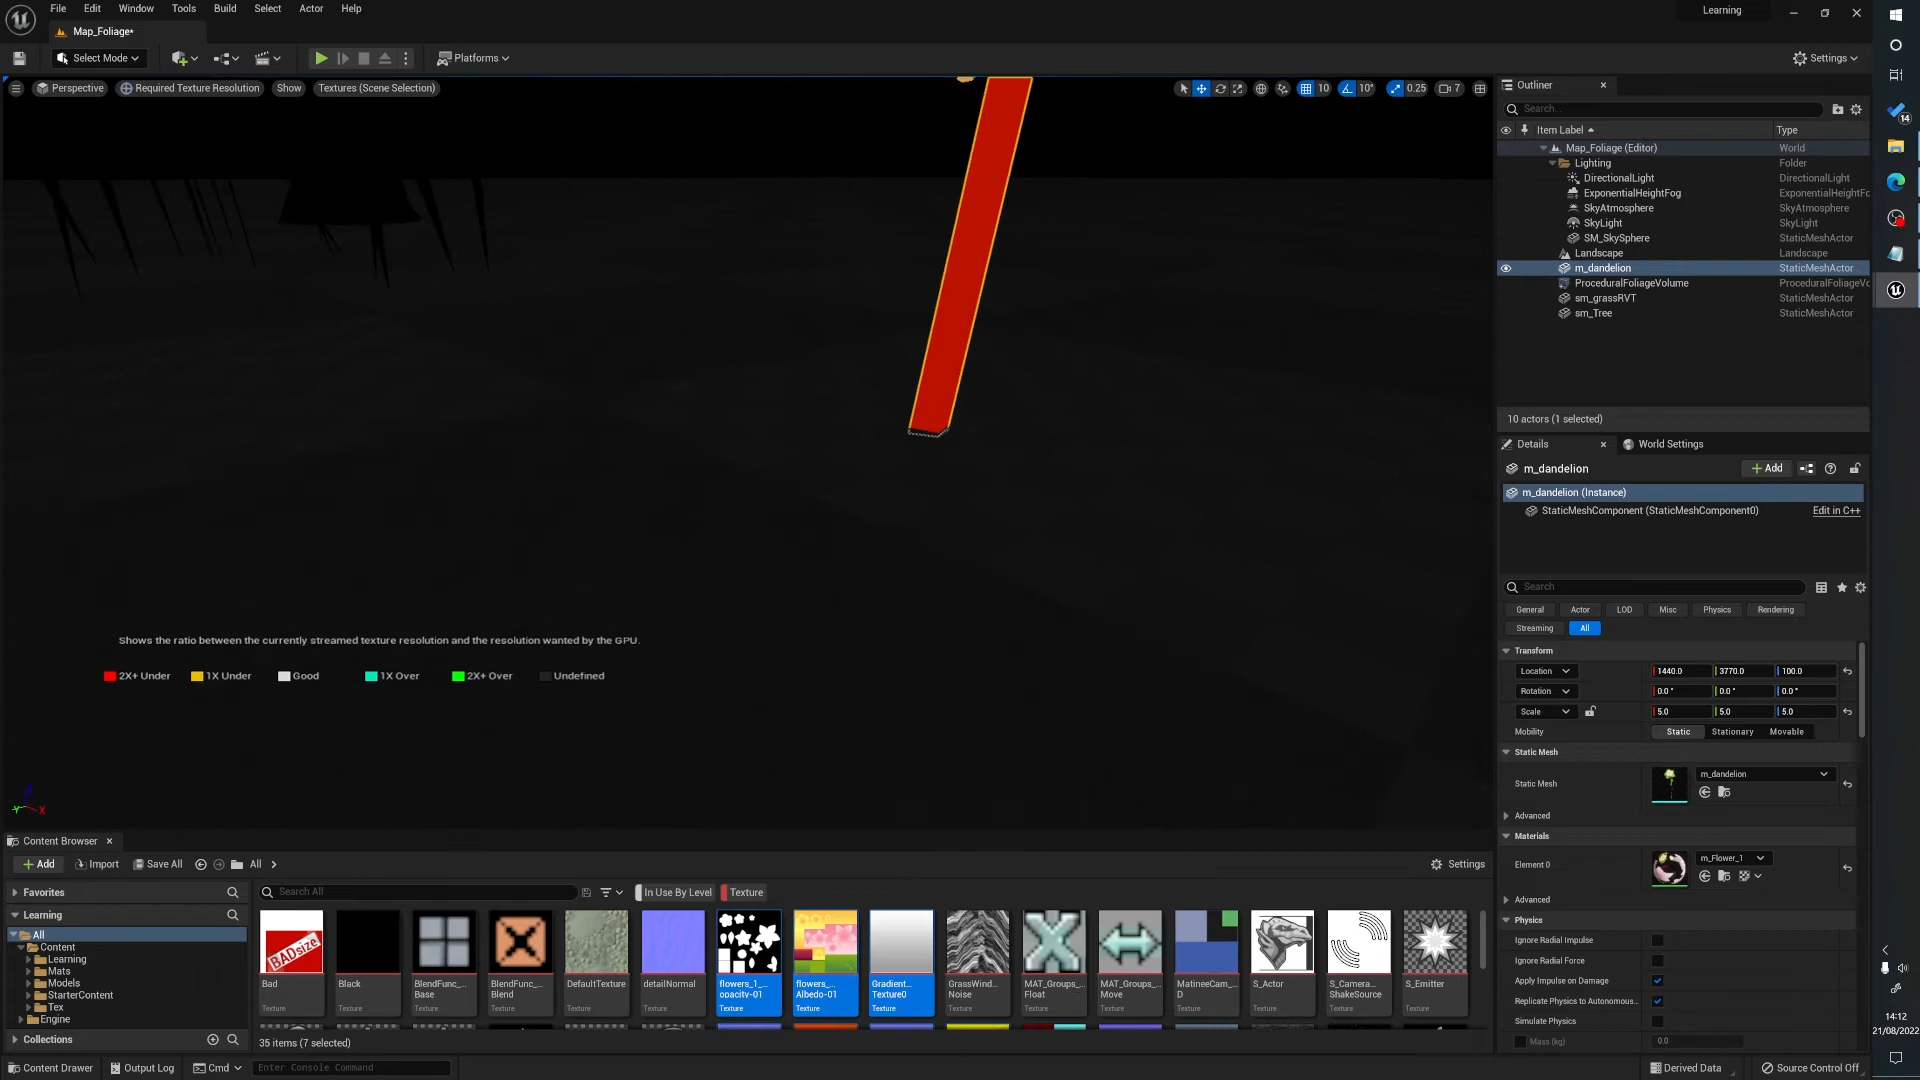 File Edit Window Tools Build Select Actor Help
Learning
Map_Foliage*
Select Mode
Platforms
Settings
Perspective
Required Texture Resolution
Show
Textures (Scene Selection)
10
10°
0.25
7
Outliner
Search...
Item Label
Type
Map_Foliage (Editor)
World
Lighting
Folder
DirectionalLight
DirectionalLight
ExponentialHeightFog
ExponentialHeightFo
SkyAtmosphere
SkyAtmosphere
SkyLight
SkyLight
SM_SkySphere
StaticMeshActor
Landscape
Landscape
m_dandelion
StaticMeshActor
ProceduralFoliageVolume
ProceduralFoliageVo
sm_grassRVT
StaticMeshActor
sm_Tree
StaticMeshActor
10 actors (1 selected)
Details
World Settings
m_dandelion
Add
m_dandelion (Instance)
StaticMeshComponent (StaticMeshComponent0)
Edit in C++
Search
General
Actor
LOD
Misc
Physics
Rendering
Streaming
All
Transform
Location
1440.0
3770.0
100.0
Rotation
0.0 °
0.0 °
0.0 °
Scale
5.0
5.0
5.0
Mobility
Static
Stationary
Movable
Static Mesh
Static Mesh
m_dandelion
Advanced
Materials
Element 0
m_Flower_1
Advanced
Physics
Ignore Radial Impulse
Ignore Radial Force
Apply Impulse on Damage
Replicate Physics to Autonomous...
Simulate Physics
Mass (kg)
0.0
Shows the ratio between the currently streamed texture resolution and the resolution wanted by the GPU.
2X+ Under
1X Under
Good
1X Over
2X+ Over
Undefined
Y
X
Content Browser
Add
Import
Save All
All
Settings
Favorites
Learning
All
Content
Learning
Mats
Models
StarterContent
Tex
Engine
Collections
Search All
In Use By Level
Texture
BADsize
Bad
Texture
Black
Texture
BlendFunc_...
Base
Texture
BlendFunc_...
Blend
Texture
DefaultTexture
Texture
detailNormal
Texture
flowers_1_...
opacity-01
Texture
flowers_...
Albedo-01
Texture
Gradient...
Texture0
Texture
GrassWind...
Noise
Texture
MAT_Groups_...
Float
Texture
MAT_Groups_...
Move
Texture
MatineeCam_...
D
Texture
S_Actor
Texture
S_Camera...
ShakeSource
Texture
S_Emitter
Texture
35 items (7 selected)
Content Drawer
Output Log
Cmd
Enter Console Command
Derived Data
Source Control Off
14
14:12
21/08/2022